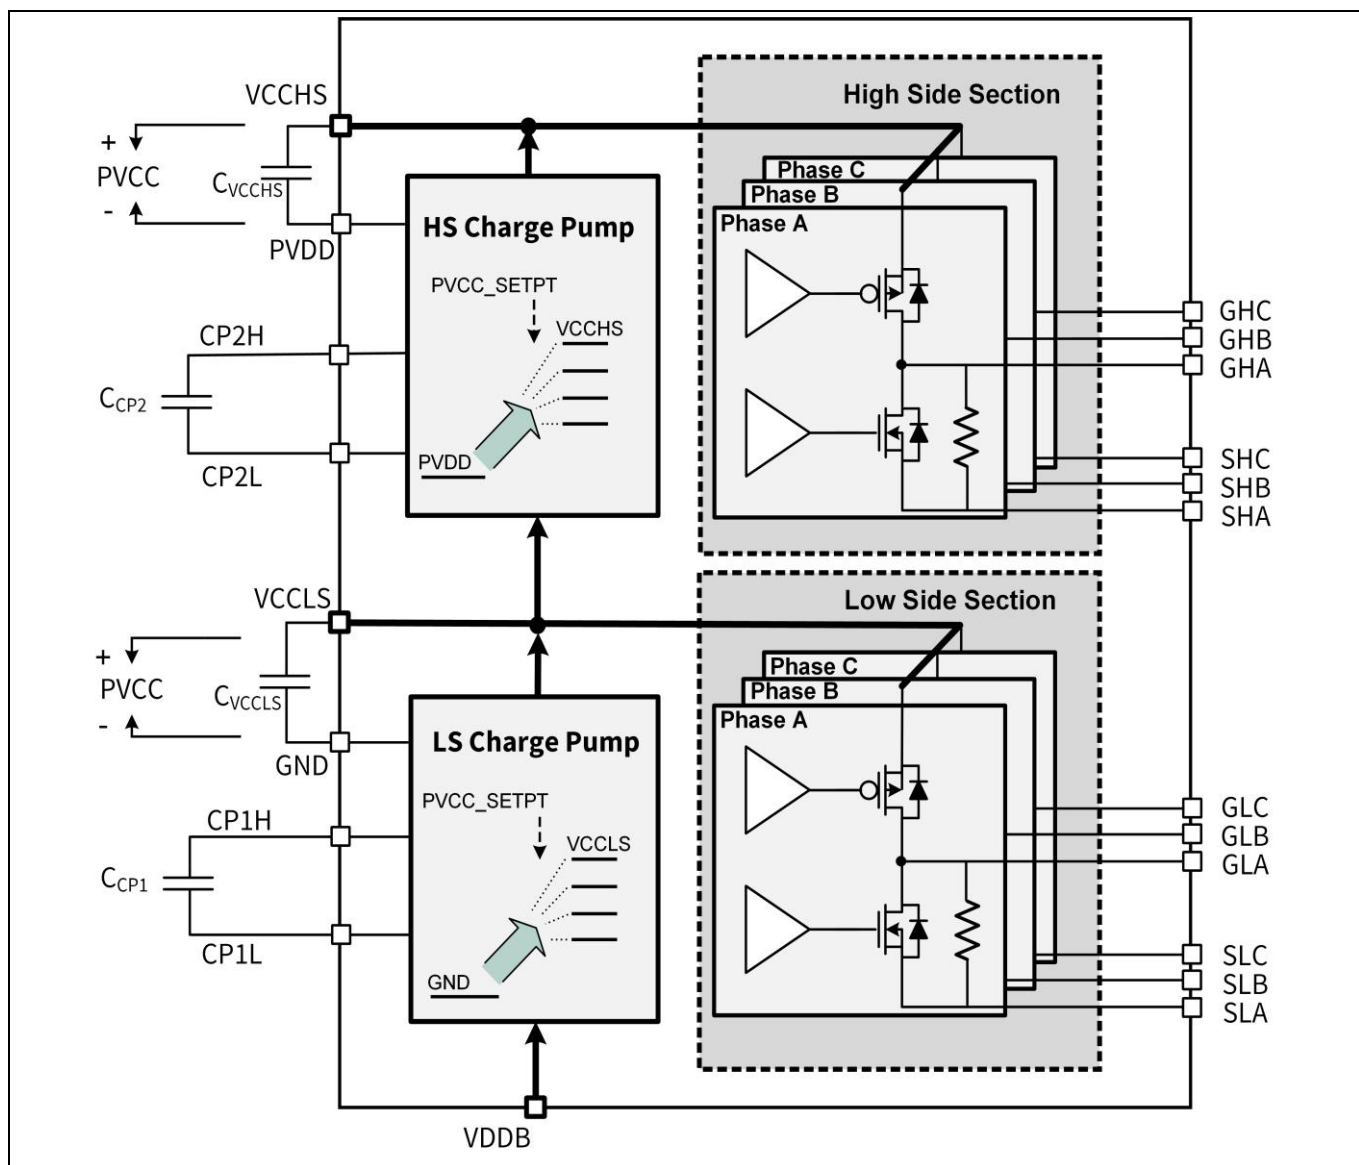 VCCHS
+
PVCC
-
CVCCHS
PVDD
CP2H
CCP2
CP2L
HS Charge Pump
PVCC_SETPT
VCCHS
PVDD
High Side Section
Phase C
Phase B
Phase A
GHC
GHB
GHA
SHC
SHB
SHA
VCCLS
+
PVCC
-
CVCCLS
GND
CP1H
CCP1
CP1L
LS Charge Pump
PVCC_SETPT
VCCLS
GND
Low Side Section
Phase C
Phase B
Phase A
GLC
GLB
GLA
SLC
SLB
SLA
VDDB